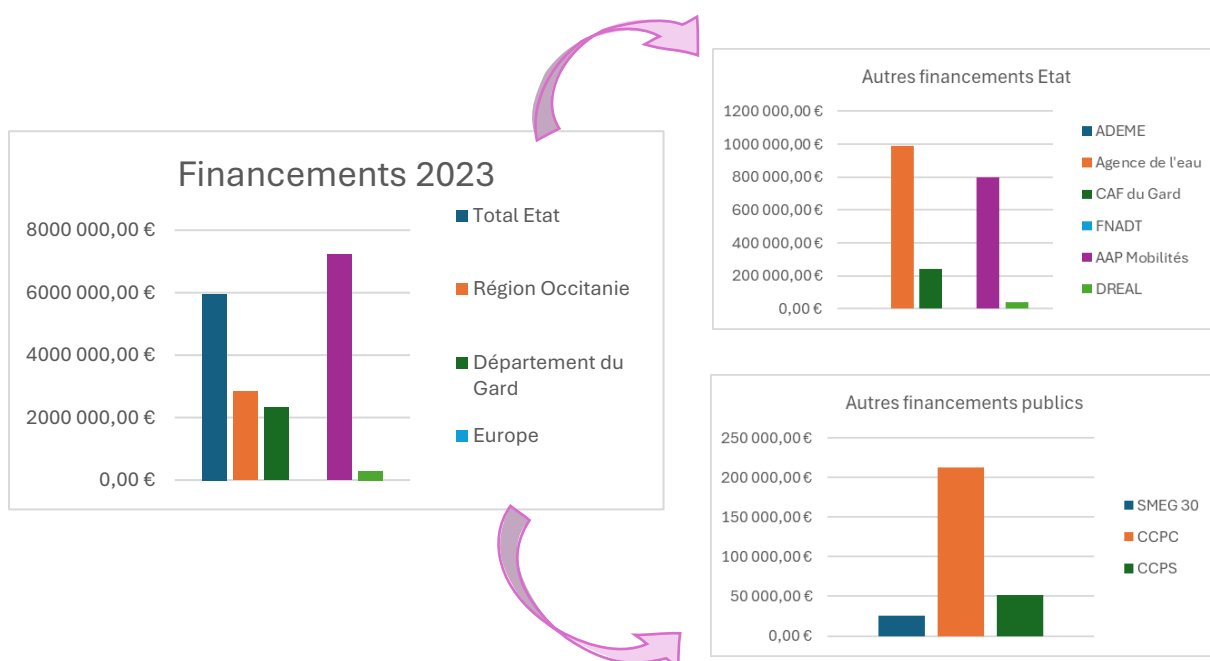 Financements 2023
8000 000,00 €
6000 000,00 €
4000 000,00 €
2000 000,00 €
0,00 €
Total Etat
Région Occitanie
Département du
Gard
Europe
Autres financements Etat
1200 000,00 €
1000 000,00 €
800 000,00 €
600 000,00 €
400 000,00 €
200 000,00 €
0,00 €
ADEME
Agence de l'eau
CAF du Gard
FNADT
AAP Mobilités
DREAL
Autres financements publics
250 000,00 €
200 000,00 €
150 000,00 €
100 000,00 €
50 000,00 €
0,00 €
SMEG 30
CCPC
CCPS